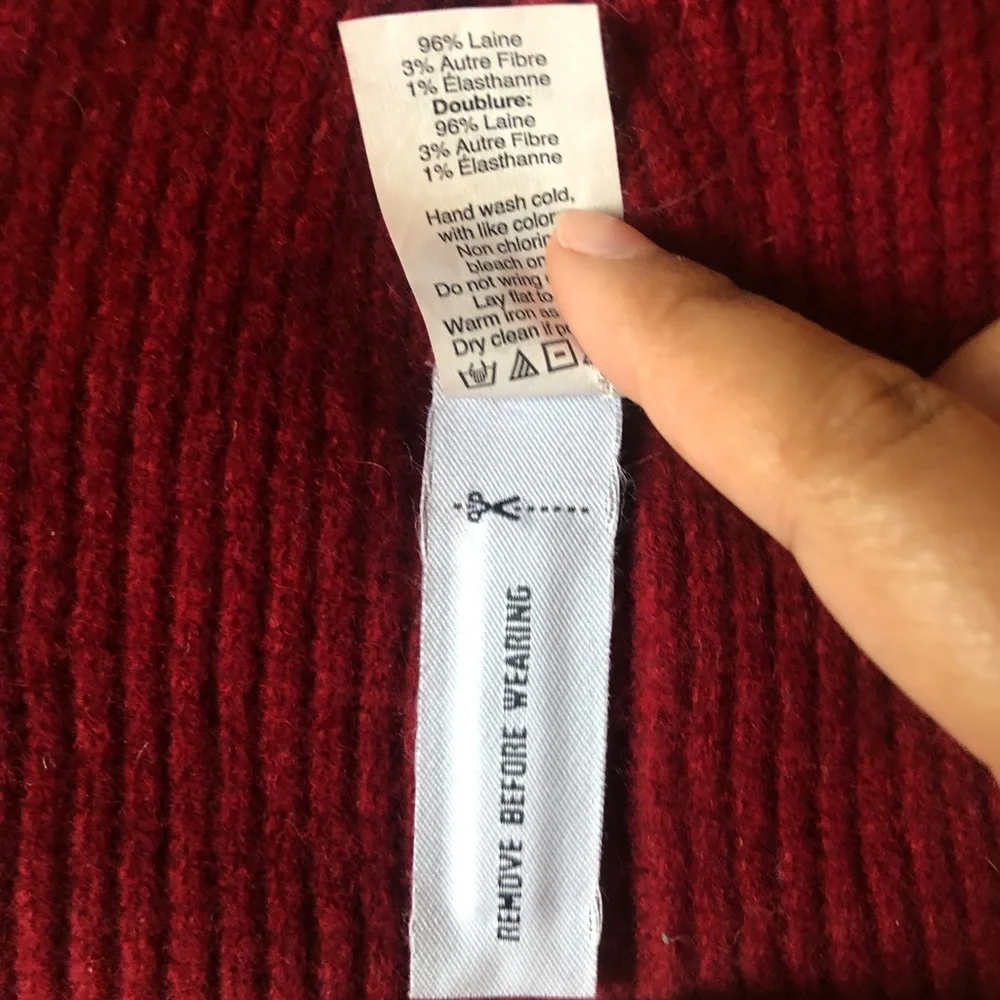 96% Laine
3% Autre Fibre
1% Élasthanne
Doublure:
96% Laine
3% Autre Fibre
1% Élasthanne
Hand wash cold,
with like
Non
bleach
Do not wring
Lay flat to
Warm iron as
Dry clean if
REMOVE BEFORE WEARING